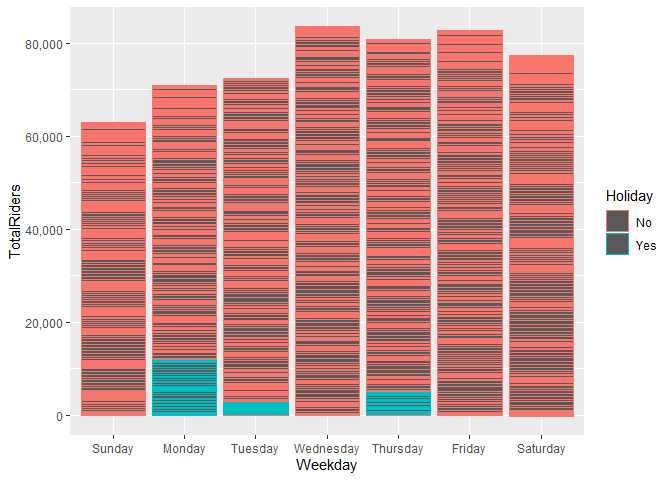 80,000
60,000
40,000
20,000
0
TotalRiders
Sunday Monday Tuesday Wednesday Thursday Friday Saturday
Weekday
Holiday
No
Yes